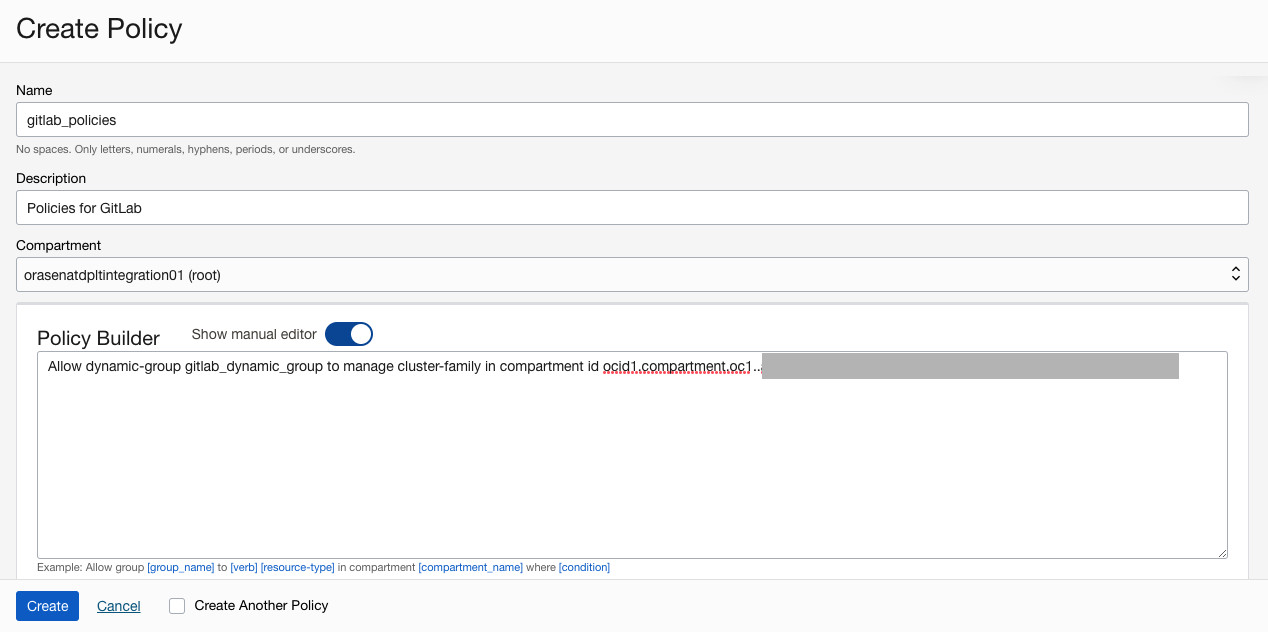 Create Policy
Name
gitlab_policies
No spaces. Only letters, numerals, hyphens, periods, or underscores.
Description
Policies for GitLab
Compartment
orasenatdpltintegration01 (root)
Policy Builder Show manual editor
Allow dynamic-group gitlab_dynamic_group to manage cluster-family in compartment id ocid1.compartment.oc1..
Example: Allow group [group_name] to [verb] [resource-type] in compartment [compartment_name] where [condition]
Create Cancel Create Another Policy